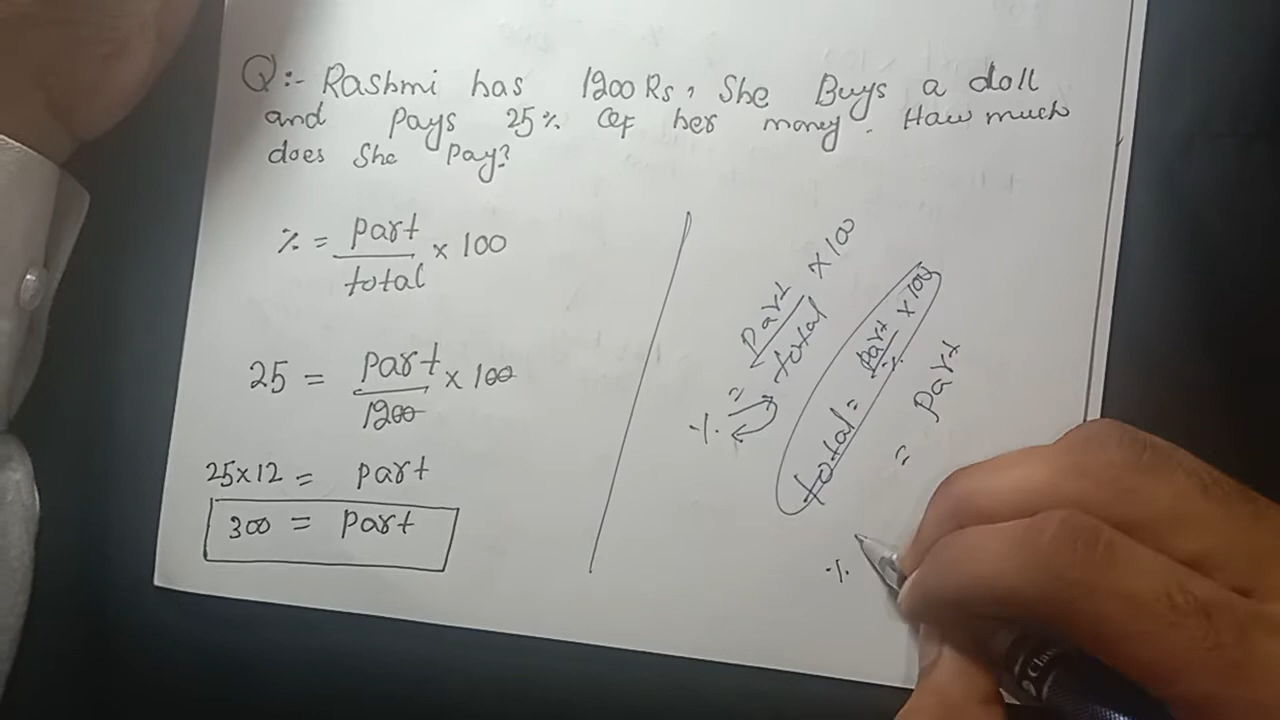 Q:- Rashmi has 1200 Rs, She Buys a doll
and Pays 25% of her money. How much
does She Pay?
% = part/total × 100
25 = part/1200 × 100
25×12 = part
300 = part
% = Part/total × 100
total = part/% × 100
= Part
%
Class